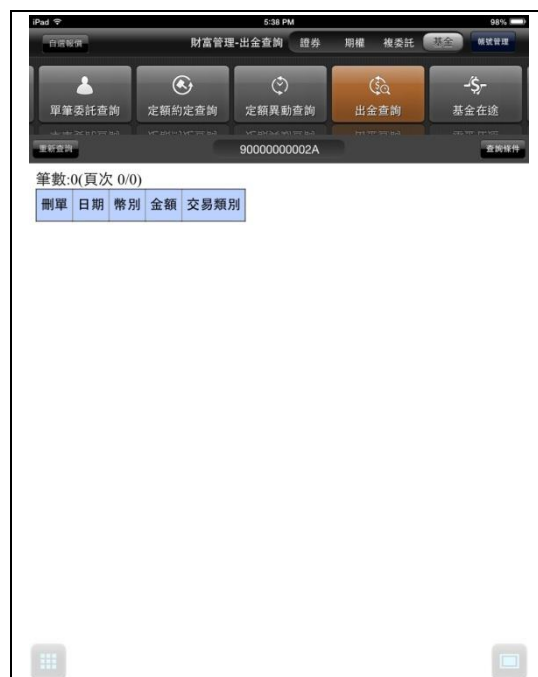 iPad 5:38 PM 98%
自選報價 財富管理-出金查詢 證券 期權 複委託 基金 帳號管理
單筆委託查詢 定額約定查詢 定額異動查詢 出金查詢 基金在途
重新查詢 90000000002A 查詢條件
筆數:0(頁次 0/0)
刪單 日期 幣別 金額 交易類別